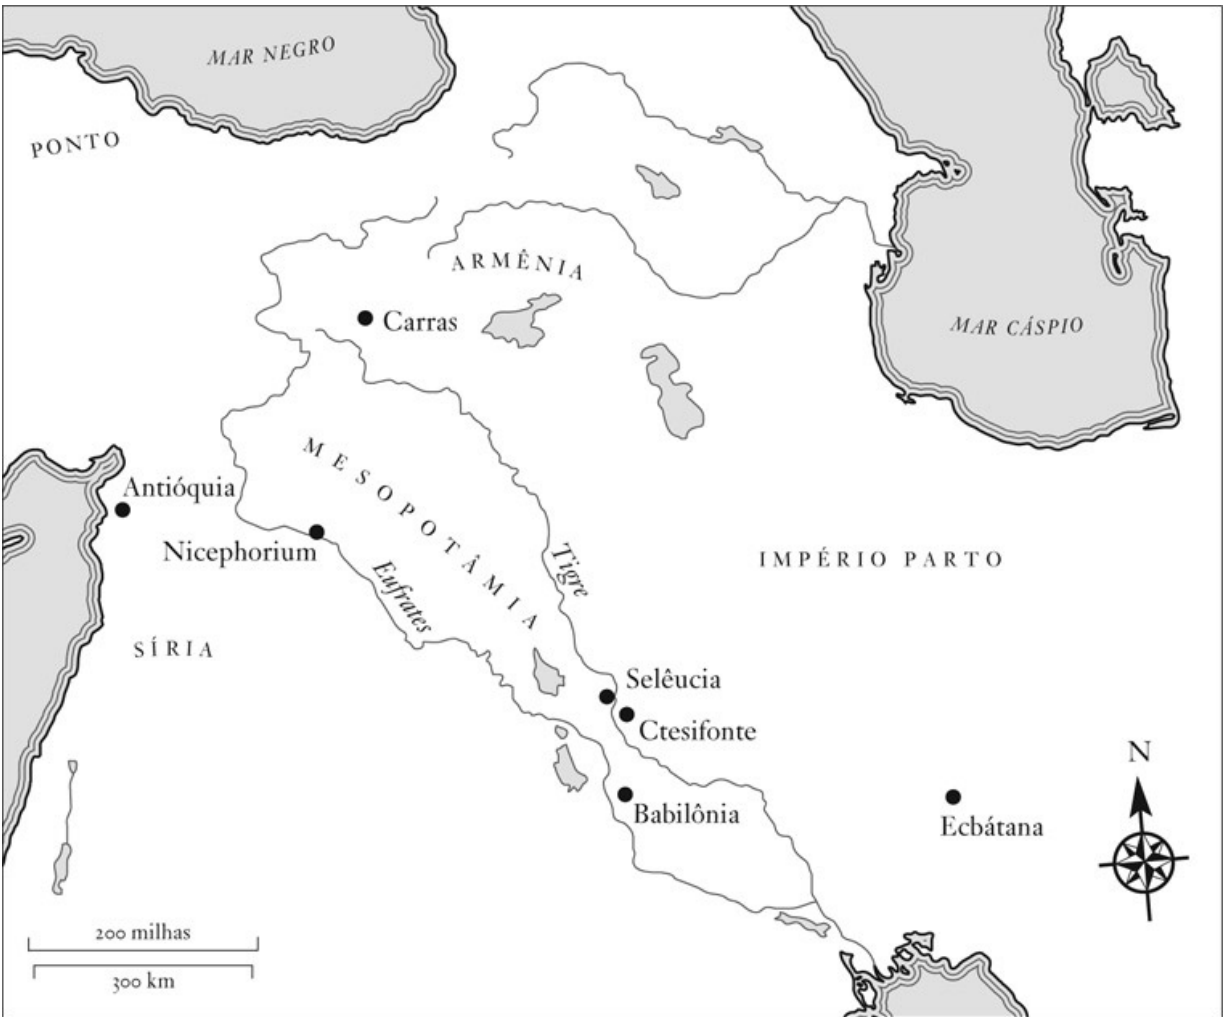 MAR NEGRO
PONTO
ARMÊNIA
Carras
MAR CÁSPIO
MESOPOTÂMIA
Antióquia
Nicephorium
Eufrates
Tigre
IMPÉRIO PARTO
SÍRIA
Selêucia
Ctesifonte
Babilônia
N
Ecbátana
200 milhas
300 km